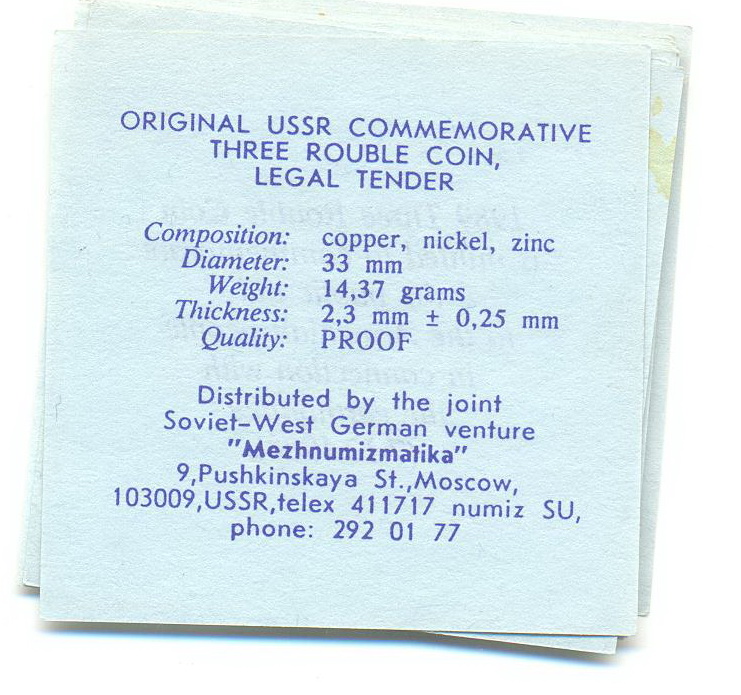 ORIGINAL USSR COMMEMORATIVE
THREE ROUBLE COIN,
LEGAL TENDER
Composition: copper, nickel, zinc
Diameter: 33 mm
Weight: 14,37 grams
Thickness: 2,3 mm ± 0,25 mm
Quality: PROOF
Distributed by the joint
Soviet-West German venture
"Mezhnumizmatika"
9,Pushkinskaya St.,Moscow,
103009,USSR,telex 411717 numiz SU,
phone: 292 01 77